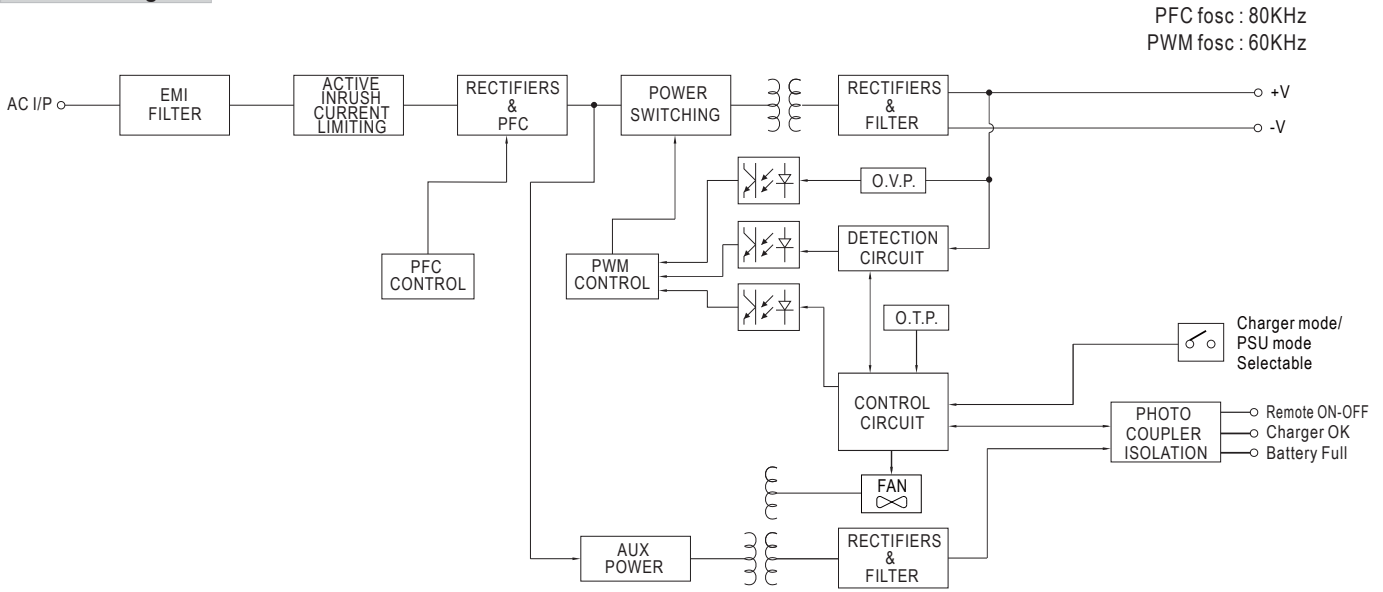 PFC fosc : 80KHz
PWM fosc : 60KHz
AC I/P
EMI
FILTER
ACTIVE
INRUSH
CURRENT
LIMITING
RECTIFIERS
&
PFC
POWER
SWITCHING
RECTIFIERS
&
FILTER
+V
-V
O.V.P.
PFC
CONTROL
PWM
CONTROL
DETECTION
CIRCUIT
O.T.P.
Charger mode/
PSU mode
Selectable
CONTROL
CIRCUIT
PHOTO
COUPLER
ISOLATION
Remote ON-OFF
Charger OK
Battery Full
FAN
AUX
POWER
RECTIFIERS
&
FILTER